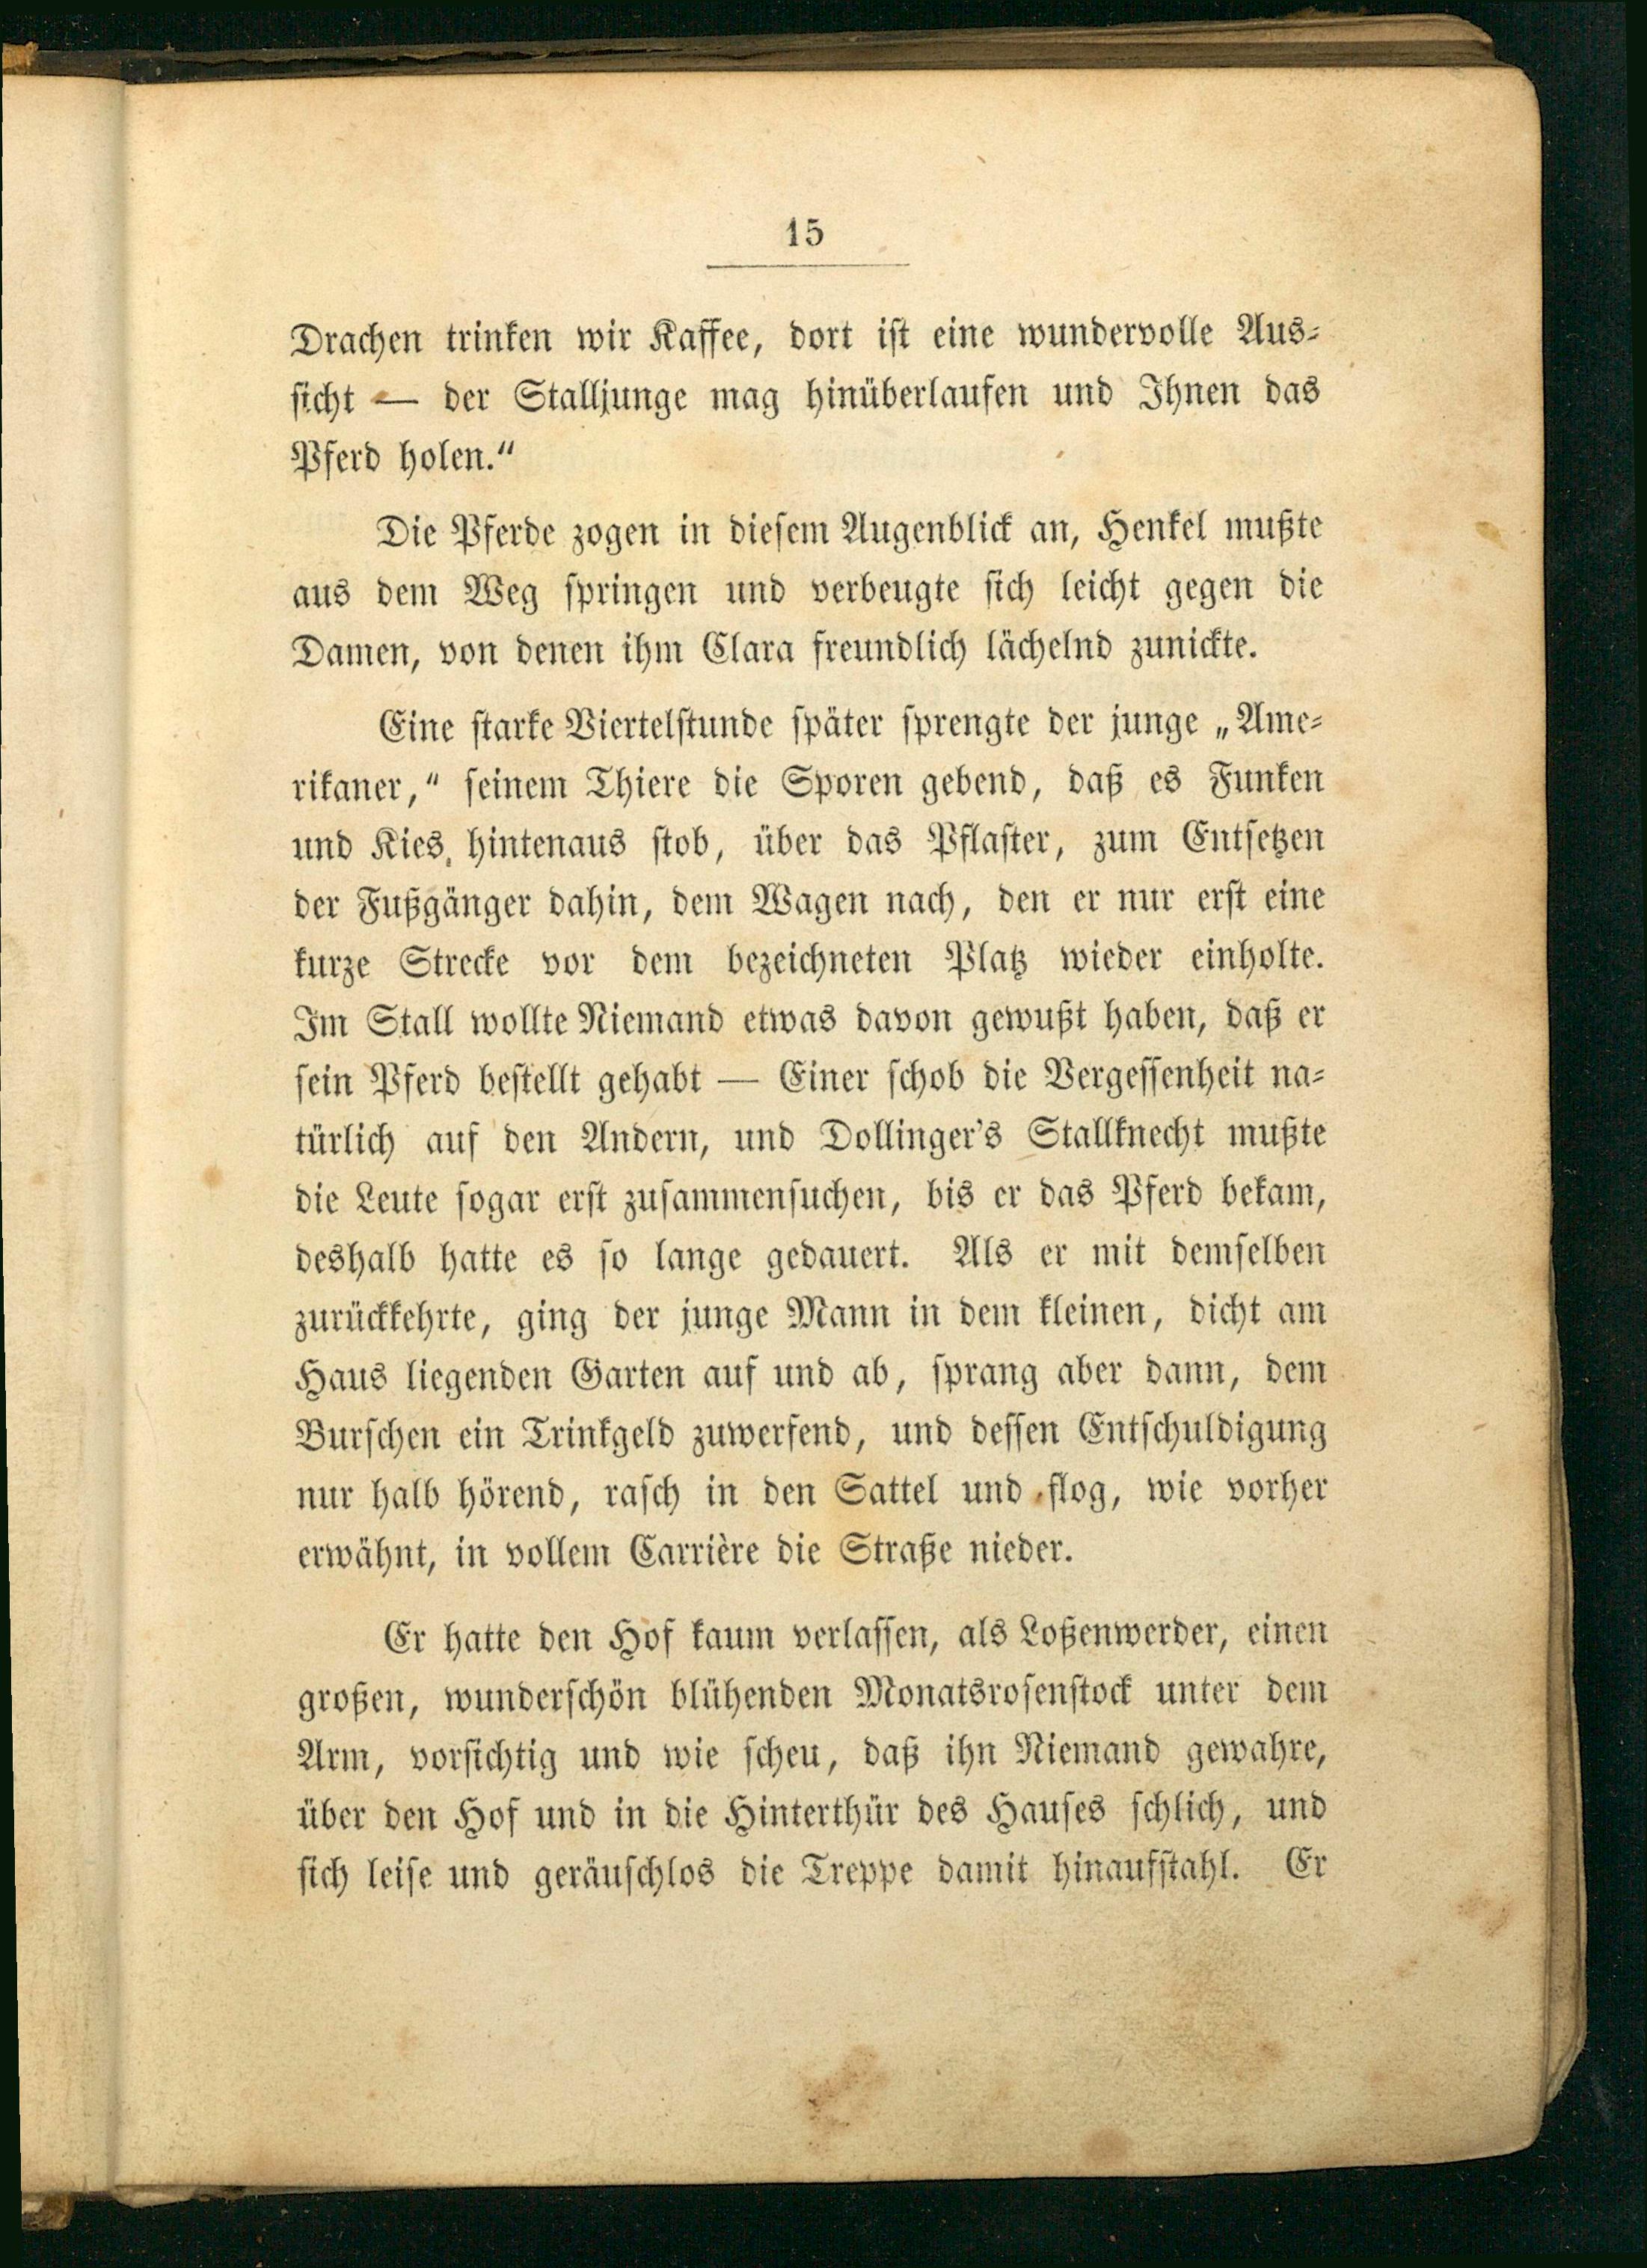 15
Drachen trinken wir Kaffee, dort ist eine wundervolle Aus-
sicht — der Stalljunge mag hinüberlaufen und Ihnen das
Pferd holen.“
Die Pferde zogen in diesem Augenblick an, Henkel mußte
aus dem Weg springen und verbeugte sich leicht gegen die
Damen, von denen ihm Clara freundlich lächelnd zunickte.
Eine starke Viertelstunde später sprengte der junge „Ame-
rikaner,“ seinem Thiere die Sporen gebend, daß es Funken
und Kies, hintenaus stob, über das Pflaster, zum Entsetzen
der Fußgänger dahin, dem Wagen nach, den er nur erst eine
kurze Strecke vor dem bezeichneten Platz wieder einholte.
Im Stall wollte Niemand etwas davon gewußt haben, daß er
sein Pferd bestellt gehabt — Einer schob die Vergessenheit na-
türlich auf den Andern, und Dollinger's Stallknecht mußte
die Leute sogar erst zusammensuchen, bis er das Pferd bekam,
deshalb hatte es so lange gedauert. Als er mit demselben
zurückkehrte, ging der junge Mann in dem kleinen, dicht am
Haus liegenden Garten auf und ab, sprang aber dann, dem
Burschen ein Trinkgeld zuwerfend, und dessen Entschuldigung
nur halb hörend, rasch in den Sattel und flog, wie vorher
erwähnt, in vollem Carrière die Straße nieder.
Er hatte den Hof kaum verlassen, als Loßenwerder, einen
großen, wunderschön blühenden Monatsrosenstock unter dem
Arm, vorsichtig und wie scheu, daß ihn Niemand gewahre,
über den Hof und in die Hinterthür des Hauses schlich, und
sich leise und geräuschlos die Treppe damit hinaufstahl. Er